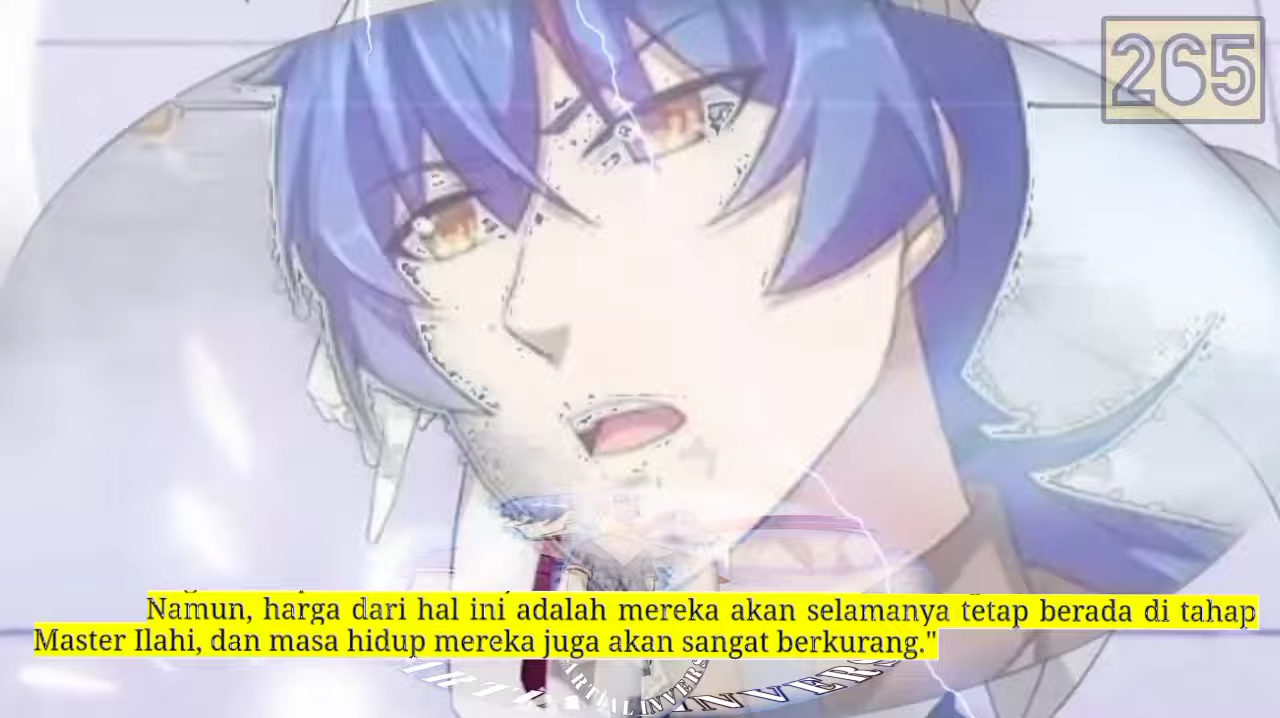 265
Namun, harga dari hal ini adalah mereka akan selamanya tetap berada di tahap
Master Ilahi, dan masa hidup mereka juga akan sangat berkurang."
INVERS